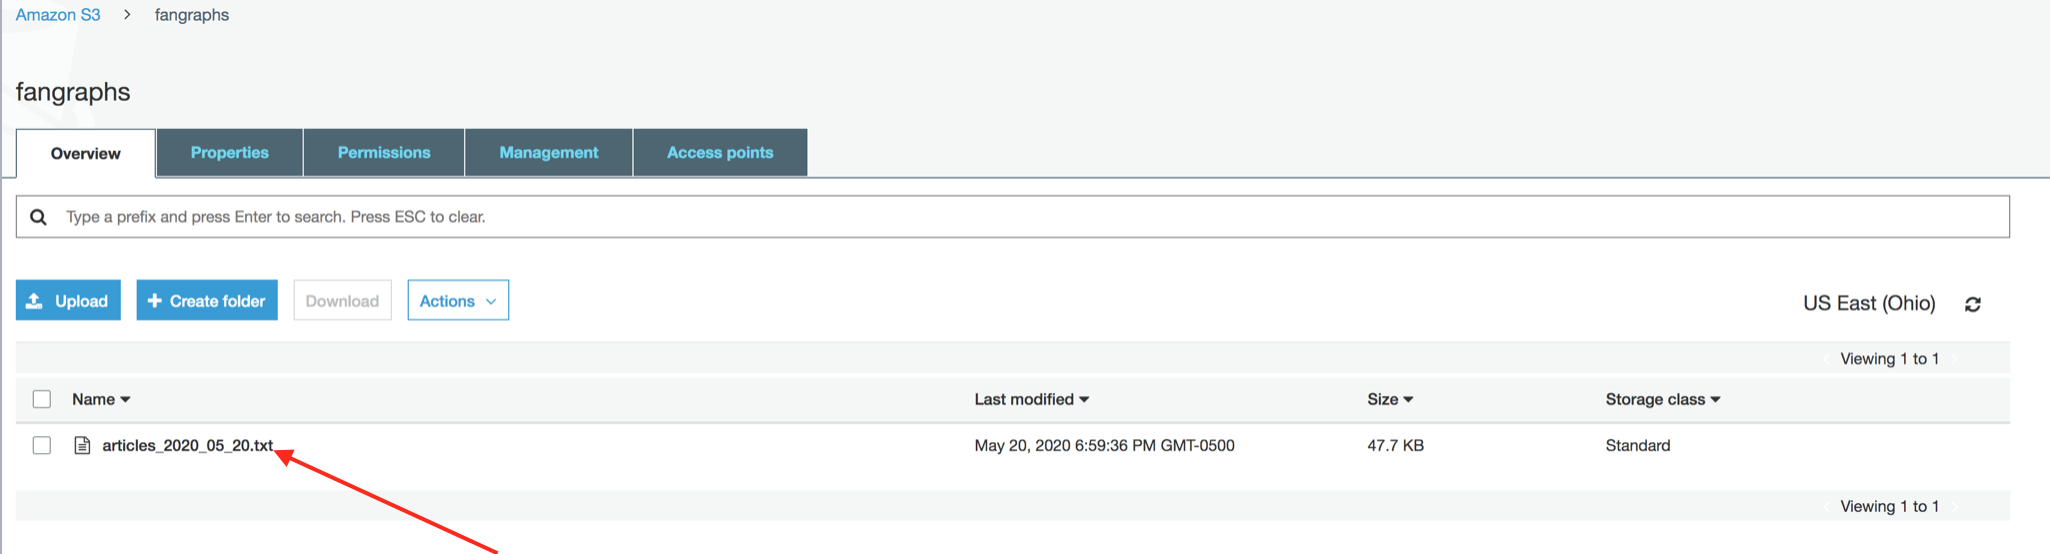 Amazon S3 > fangraphs
fangraphs
Overview Properties Permissions Management Access points
Type a prefix and press Enter to search. Press ESC to clear.
Upload + Create folder Download Actions US East (Ohio)
Viewing 1 to 1
Name Last modified Size Storage class
articles_2020_05_20.txt May 20, 2020 6:59:36 PM GMT-0500 47.7 KB Standard
Viewing 1 to 1